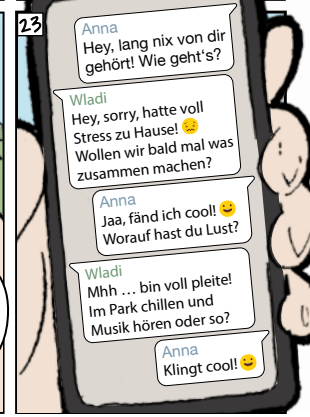 23
Anna
Hey, lang nix von dir
gehört! Wie geht's?
Wladi
Hey, sorry, hatte voll
Stress zu Hause! 😖
Wollen wir bald mal was
zusammen machen?
Anna
Jaa, fänd ich cool! 😃
Worauf hast du Lust?
Wladi
Mhh … bin voll pleite!
Im Park chillen und
Musik hören oder so?
Anna
Klingt cool! 😃